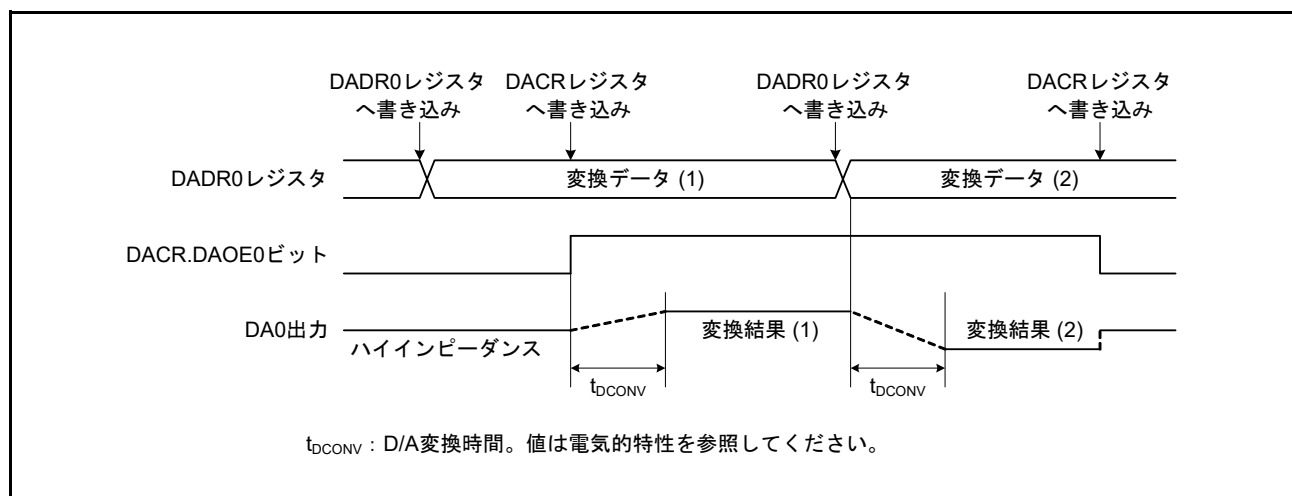 DADR0レジスタ
へ書き込み
DACRレジスタ
へ書き込み
DADR0レジスタ
へ書き込み
DACRレジスタ
へ書き込み
DADR0レジスタ
変換データ (1)
変換データ (2)
DACR.DAOE0ビット
DA0出力
ハイインピーダンス
変換結果 (1)
変換結果 (2)
tDCONV
tDCONV
tDCONV：D/A変換時間。値は電気的特性を参照してください。